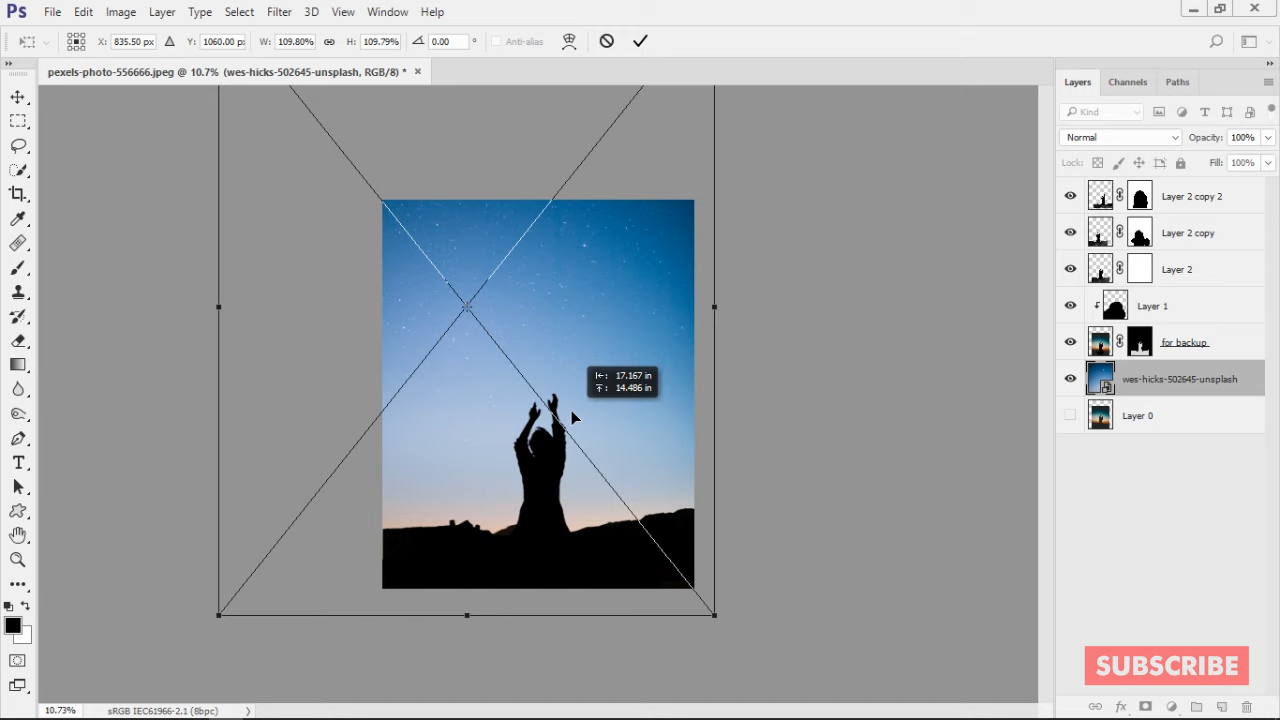 Ps File Edit Image Layer Type Select Filter 3D View Window Help
X: 835.50 px Y: 1060.00 px W: 109.80% H: 109.79% 0.00 ° Anti-alias
pexels-photo-556666.jpeg @ 10.7% (wes-hicks-502645-unsplash, RGB/8) * ×
Layers Channels Paths
Kind
Normal Opacity: 100%
Lock: Fill: 100%
Layer 2 copy 2
Layer 2 copy
Layer 2
Layer 1
for backup
wes-hicks-502645-unsplash
Layer 0
17.167 in
14.486 in
SUBSCRIBE
10.73% sRGB IEC61966-2.1 (8bpc)